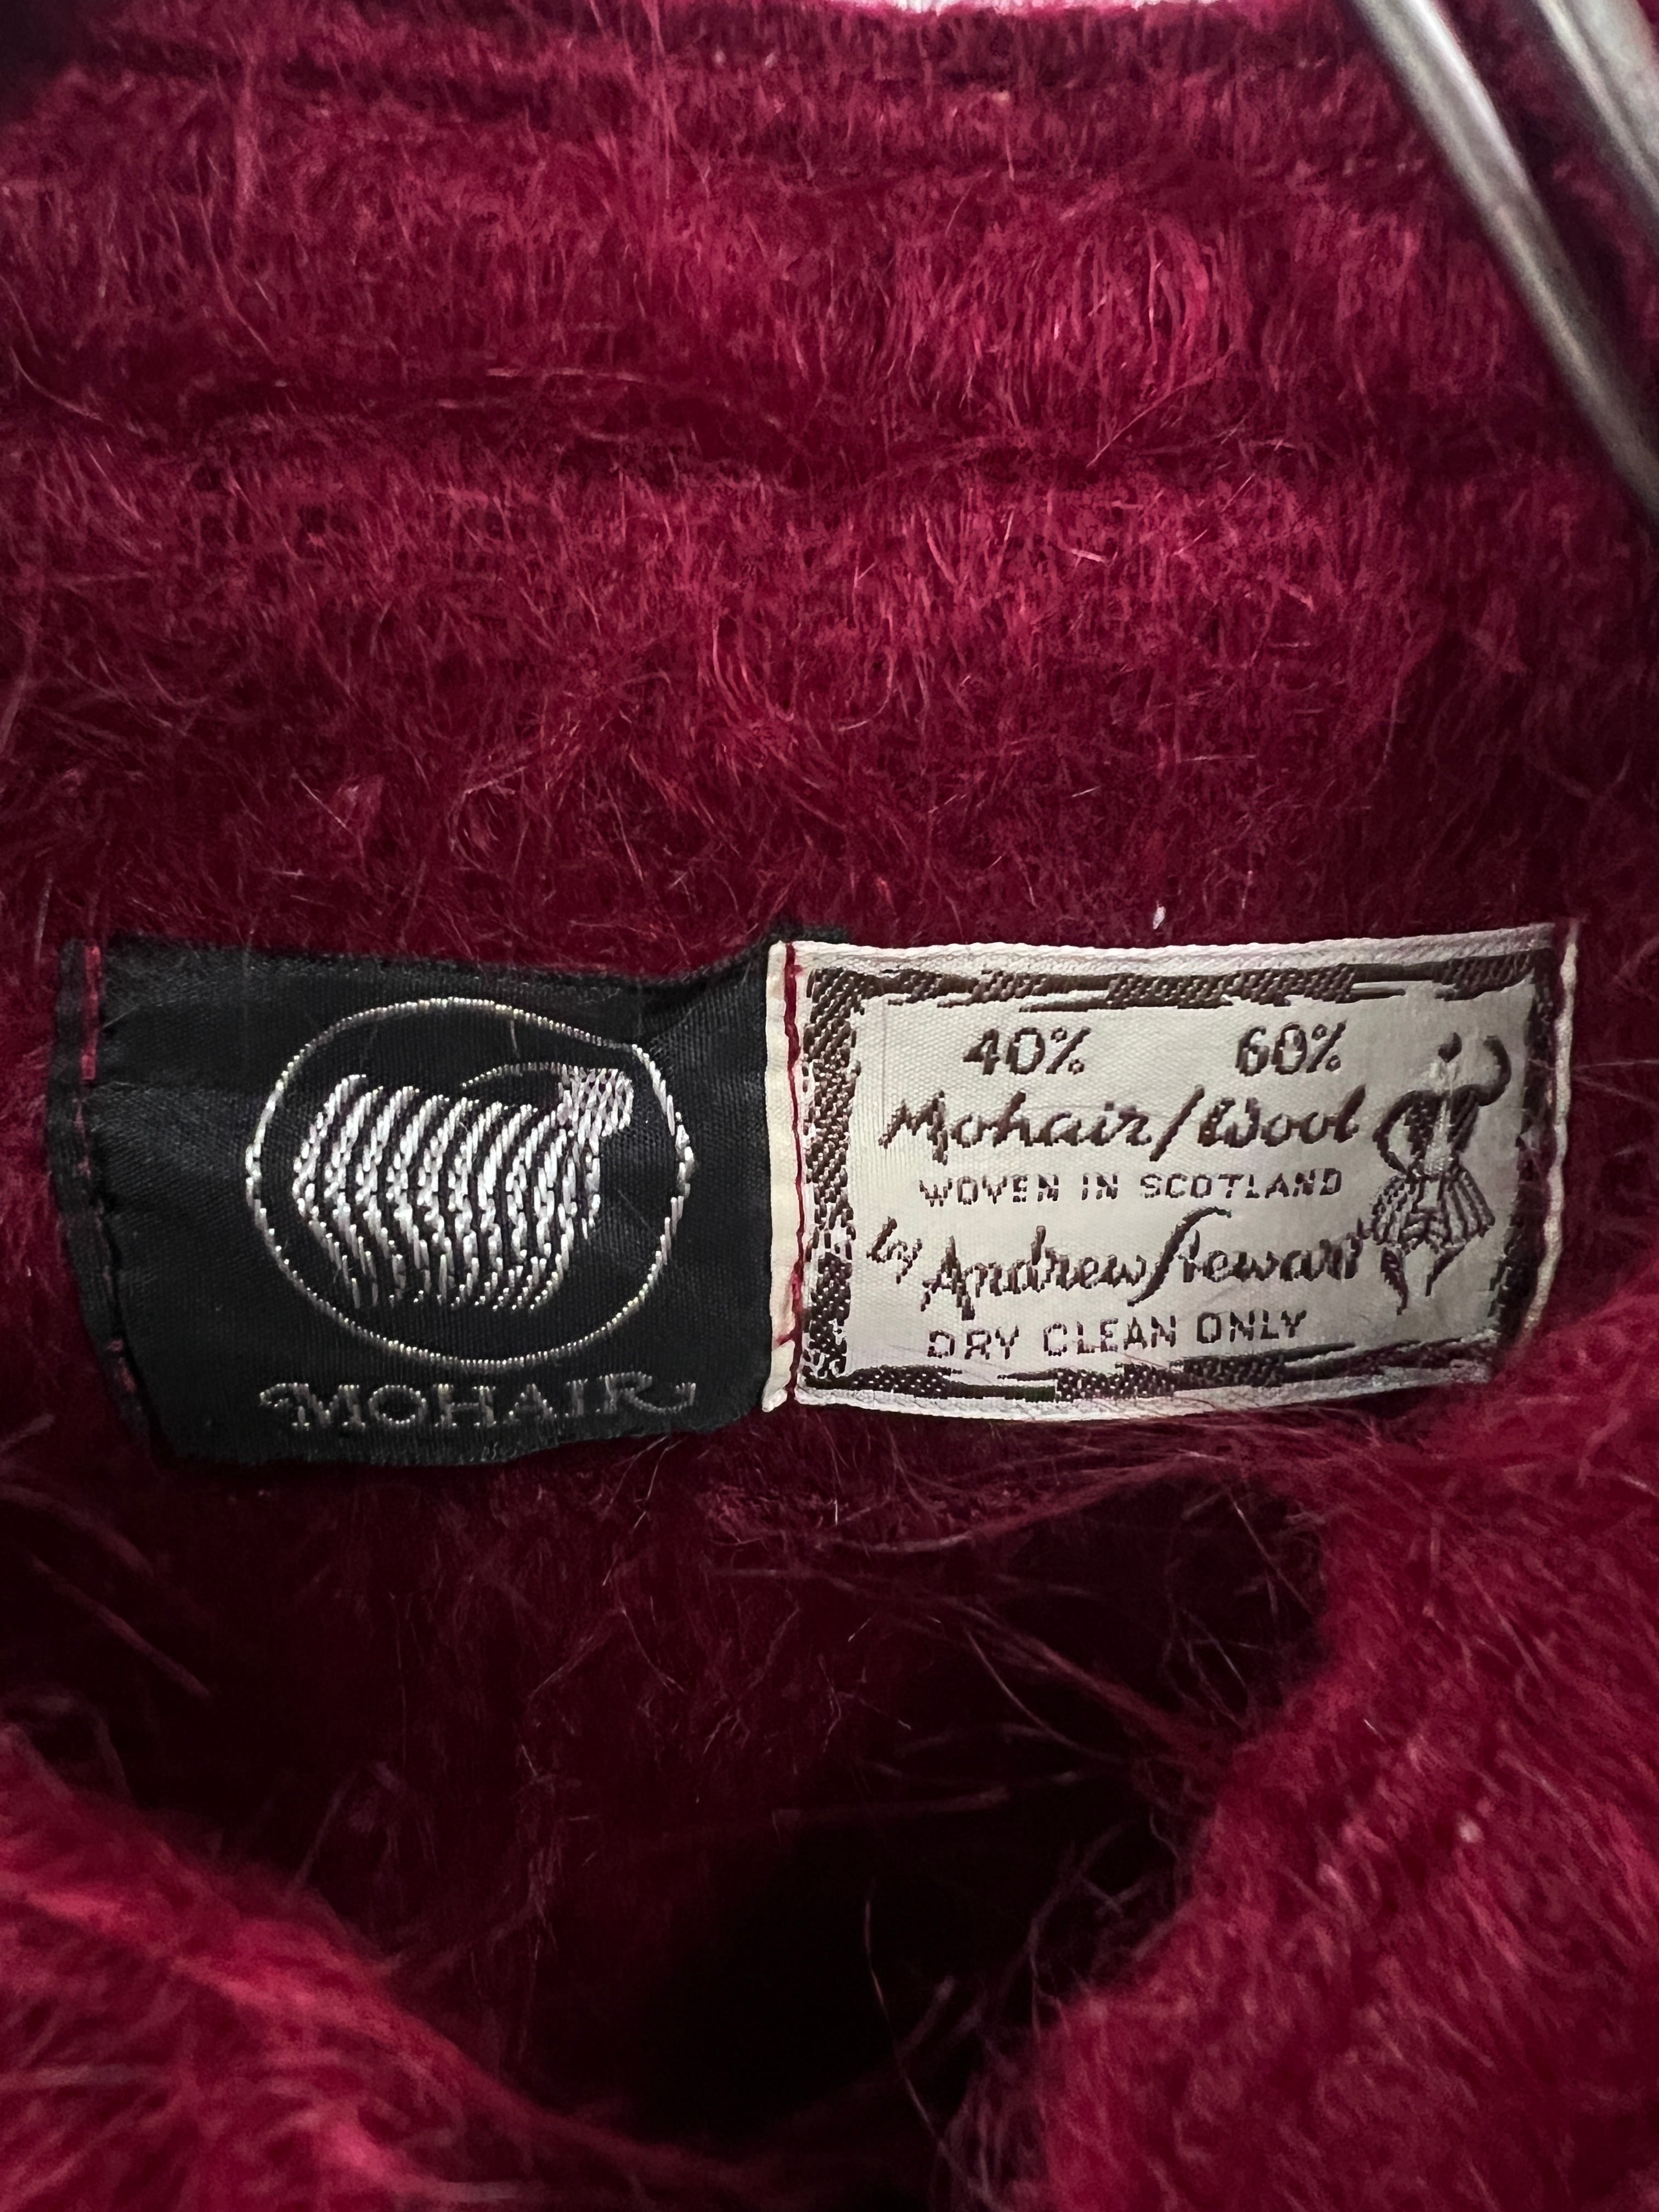 MOHAIR
40% 60%
Mohair/Wool
WOVEN IN SCOTLAND
by Andrew Stewart
DRY CLEAN ONLY